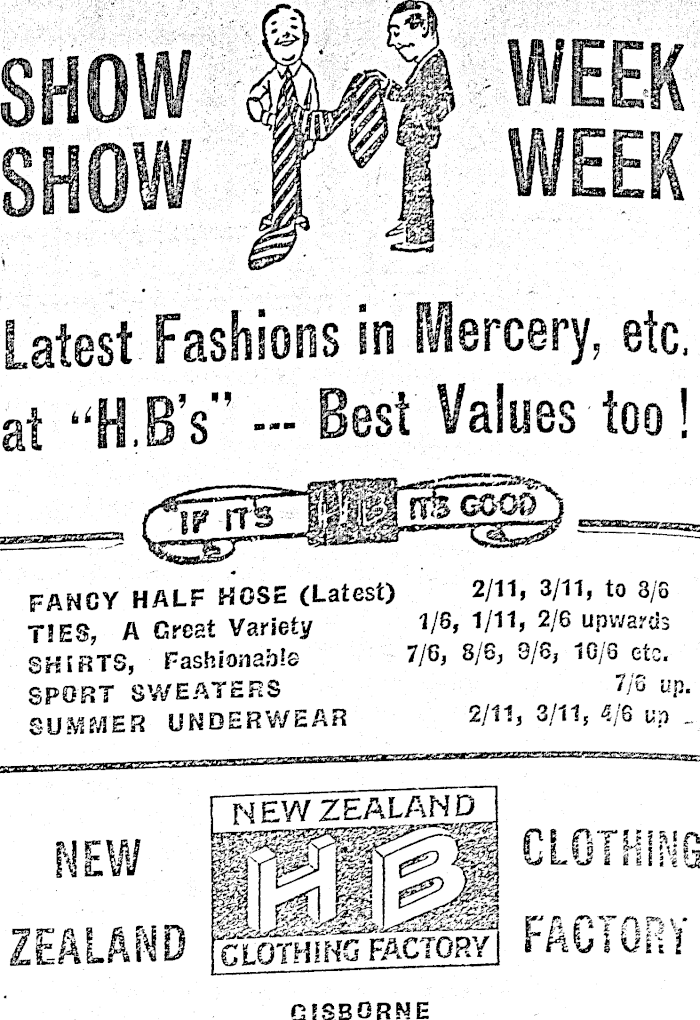 SHOW WEEK
SHOW WEEK
Latest Fashions in Mercery, etc.
at "H.B's" --- Best Values too!
IF IT'S HB IT'S GOOD
FANCY HALF HOSE (Latest) 2/11, 3/11, to 8/6
TIES, A Great Variety 1/6, 1/11, 2/6 upwards
SHIRTS, Fashionable 7/6, 8/6, 9/6, 10/6 etc.
SPORT SWEATERS 7/6 up.
SUMMER UNDERWEAR 2/11, 3/11, 4/6 up
NEW ZEALAND
HB
CLOTHING FACTORY
NEW CLOTHING
ZEALAND FACTORY
GISBORNE